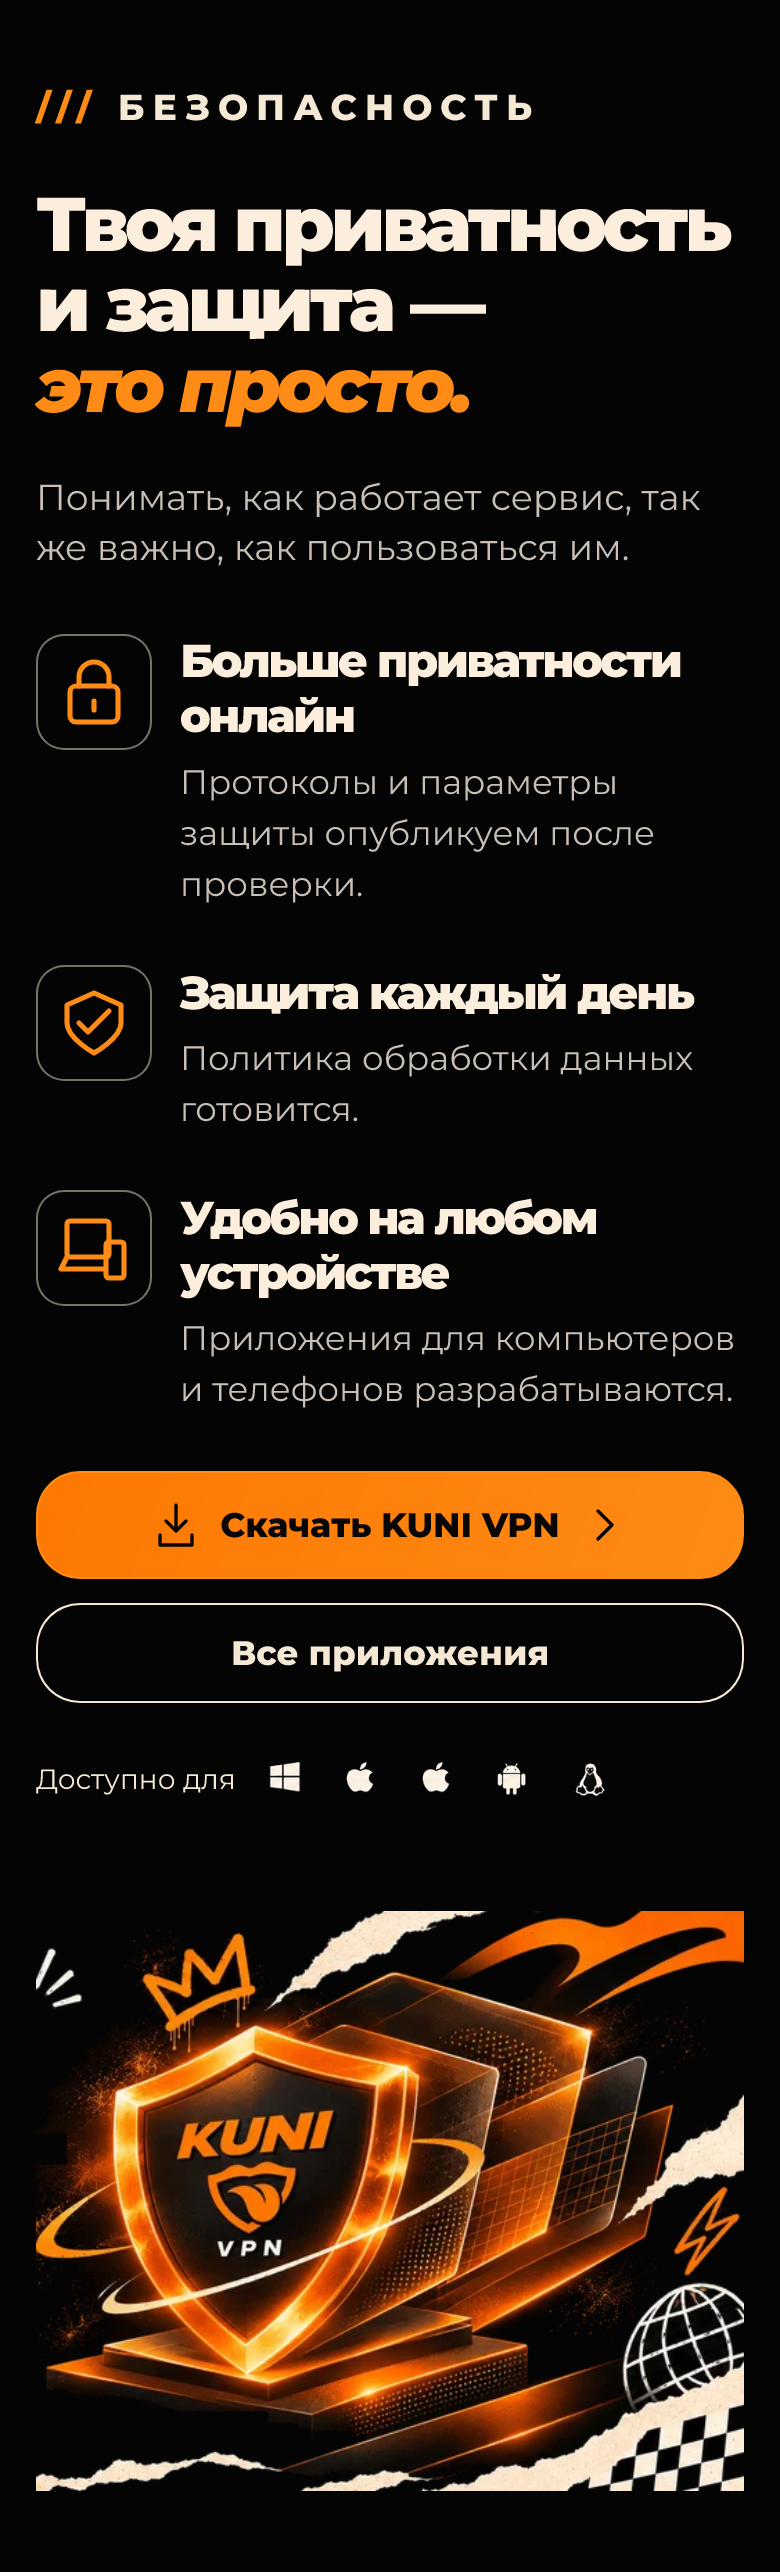 /// БЕЗОПАСНОСТЬ
Твоя приватность
и защита —
это просто.
Понимать, как работает сервис, так
же важно, как пользоваться им.
Больше приватности
онлайн
Протоколы и параметры
защиты опубликуем после
проверки.
Защита каждый день
Политика обработки данных
готовится.
Удобно на любом
устройстве
Приложения для компьютеров
и телефонов разрабатываются.
Скачать KUNI VPN
Все приложения
Доступно для
KUNI
VPN